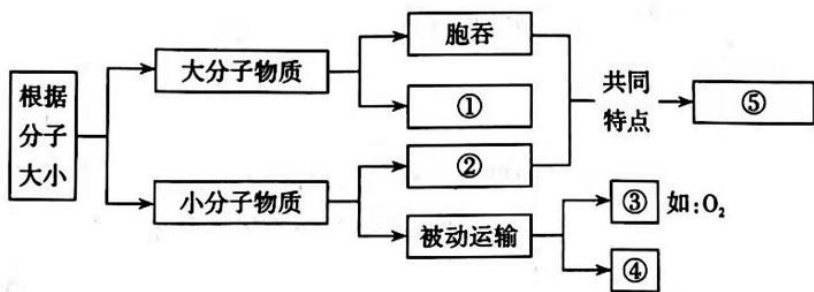 根据
分子
大小
大分子物质
小分子物质
胞吞
①
②
被动运输
共同
特点
⑤
③ 如:O₂
④